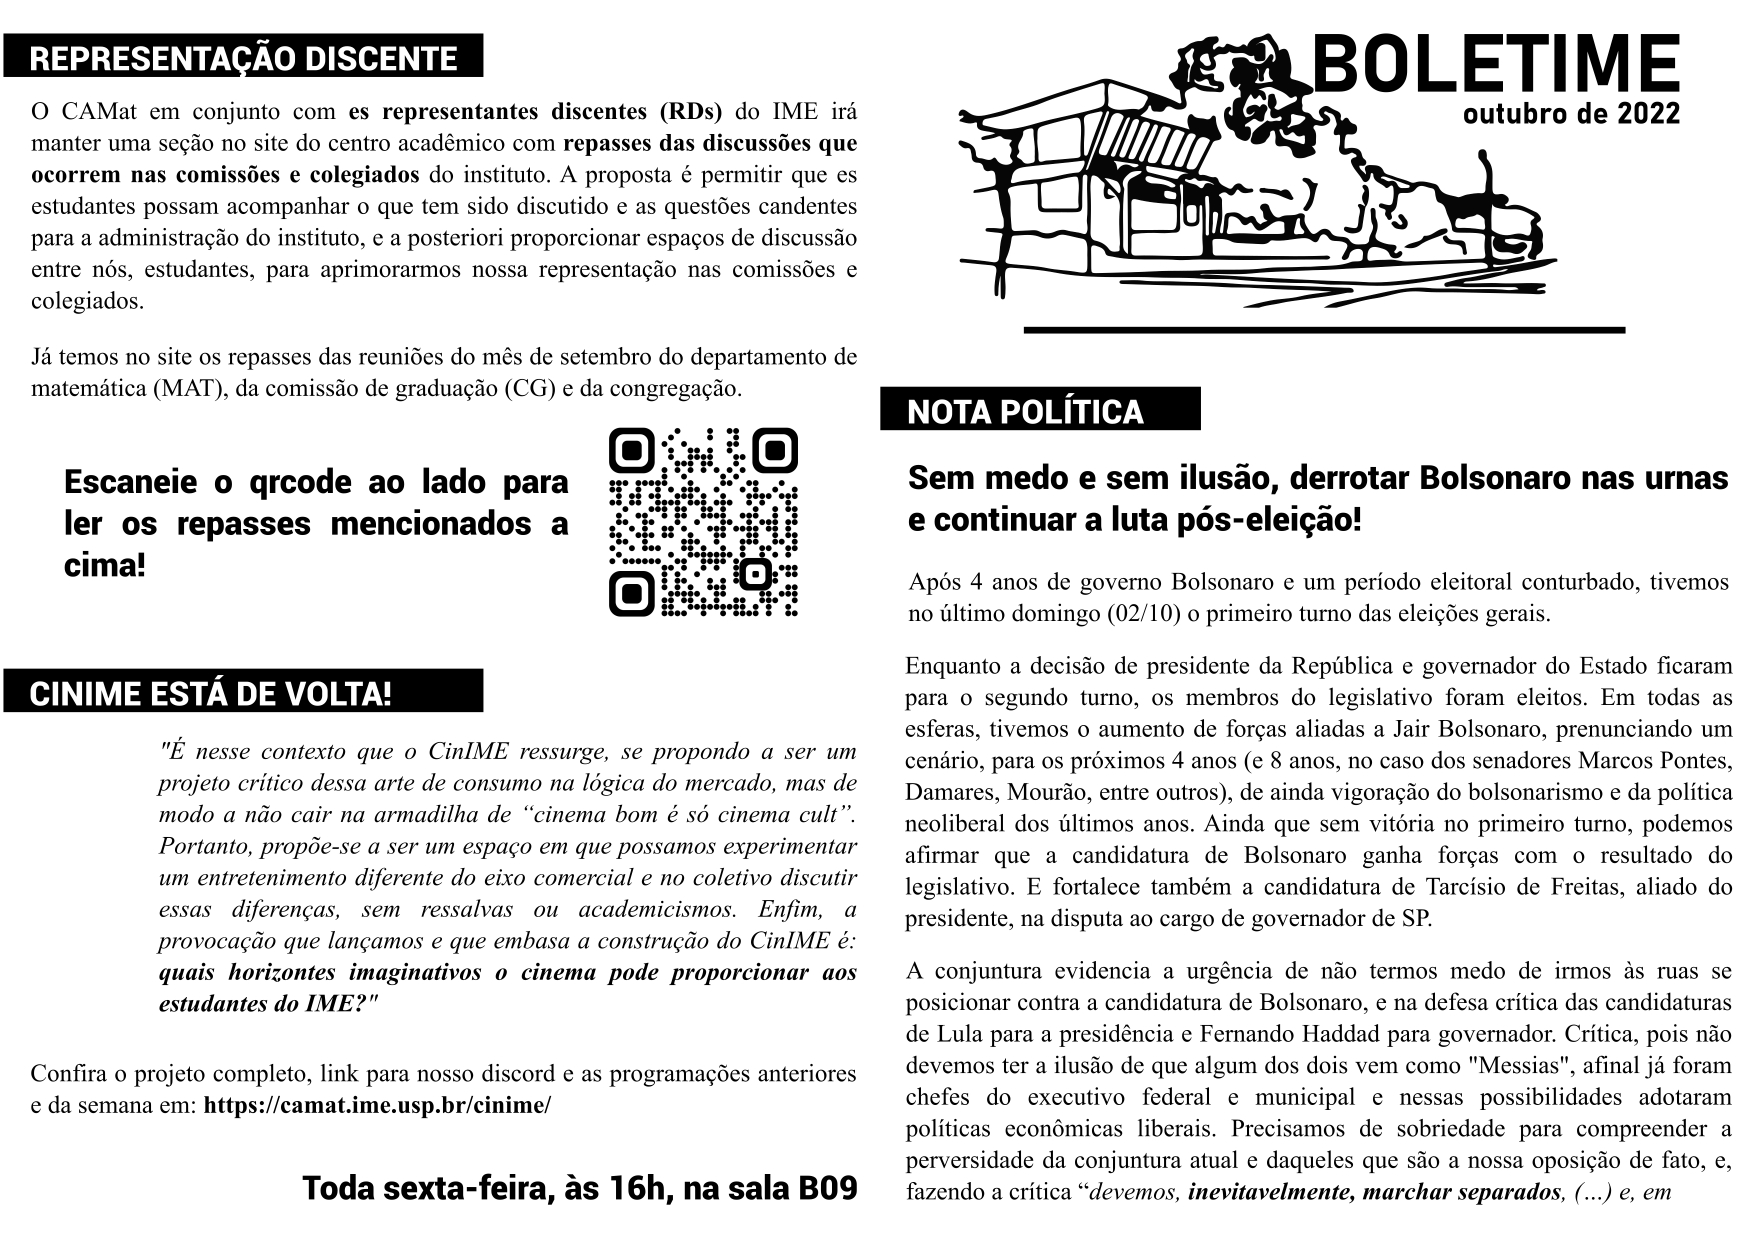 REPRESENTAÇÃO DISCENTE
O CAMat em conjunto com es representantes discentes (RDs) do IME irá
manter uma seção no site do centro acadêmico com repasses das discussões que
ocorrem nas comissões e colegiados do instituto. A proposta é permitir que es
estudantes possam acompanhar o que tem sido discutido e as questões candentes
para a administração do instituto, e a posteriori proporcionar espaços de discussão
entre nós, estudantes, para aprimorarmos nossa representação nas comissões e
colegiados.
Já temos no site os repasses das reuniões do mês de setembro do departamento de
matemática (MAT), da comissão de graduação (CG) e da congregação.
Escaneie o qrcode ao lado para
ler os repasses mencionados a
cima!
CINIME ESTÁ DE VOLTA!
"É nesse contexto que o CinIME ressurge, se propondo a ser um
projeto crítico dessa arte de consumo na lógica do mercado, mas de
modo a não cair na armadilha de “cinema bom é só cinema cult”.
Portanto, propõe-se a ser um espaço em que possamos experimentar
um entretenimento diferente do eixo comercial e no coletivo discutir
essas diferenças, sem ressalvas ou academicismos. Enfim, a
provocação que lançamos e que embasa a construção do CinIME é:
quais horizontes imaginativos o cinema pode proporcionar aos
estudantes do IME?"
Confira o projeto completo, link para nosso discord e as programações anteriores
e da semana em: https://camat.ime.usp.br/cinime/
Toda sexta-feira, às 16h, na sala B09
BOLETIME
outubro de 2022
NOTA POLÍTICA
Sem medo e sem ilusão, derrotar Bolsonaro nas urnas
e continuar a luta pós-eleição!
Após 4 anos de governo Bolsonaro e um período eleitoral conturbado, tivemos
no último domingo (02/10) o primeiro turno das eleições gerais.
Enquanto a decisão de presidente da República e governador do Estado ficaram
para o segundo turno, os membros do legislativo foram eleitos. Em todas as
esferas, tivemos o aumento de forças aliadas a Jair Bolsonaro, prenunciando um
cenário, para os próximos 4 anos (e 8 anos, no caso dos senadores Marcos Pontes,
Damares, Mourão, entre outros), de ainda vigoração do bolsonarismo e da política
neoliberal dos últimos anos. Ainda que sem vitória no primeiro turno, podemos
afirmar que a candidatura de Bolsonaro ganha forças com o resultado do
legislativo. E fortalece também a candidatura de Tarcísio de Freitas, aliado do
presidente, na disputa ao cargo de governador de SP.
A conjuntura evidencia a urgência de não termos medo de irmos às ruas se
posicionar contra a candidatura de Bolsonaro, e na defesa crítica das candidaturas
de Lula para a presidência e Fernando Haddad para governador. Crítica, pois não
devemos ter a ilusão de que algum dos dois vem como "Messias", afinal já foram
chefes do executivo federal e municipal e nessas possibilidades adotaram
políticas econômicas liberais. Precisamos de sobriedade para compreender a
perversidade da conjuntura atual e daqueles que são a nossa oposição de fato, e,
fazendo a crítica “devemos, inevitavelmente, marchar separados, (…) e, em